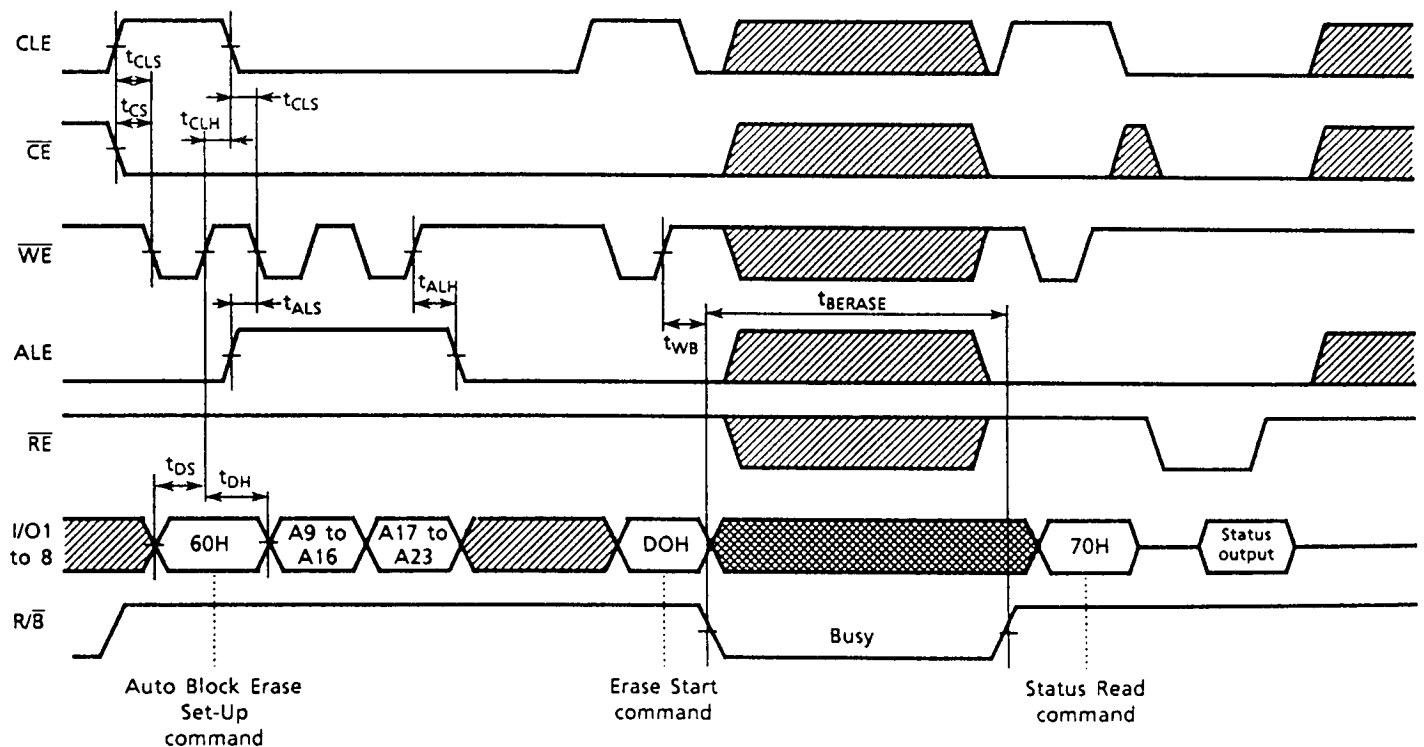 CLE
tCLS
tCS
tCLH
tCLS
CE
WE
tALS
tALH
tWB
tBERASE
ALE
RE
tDS
tDH
I/O1
to 8
60H
A9 to
A16
A17 to
A23
DOH
70H
Status
output
R/B
Busy
Auto Block Erase
Set-Up
command
Erase Start
command
Status Read
command